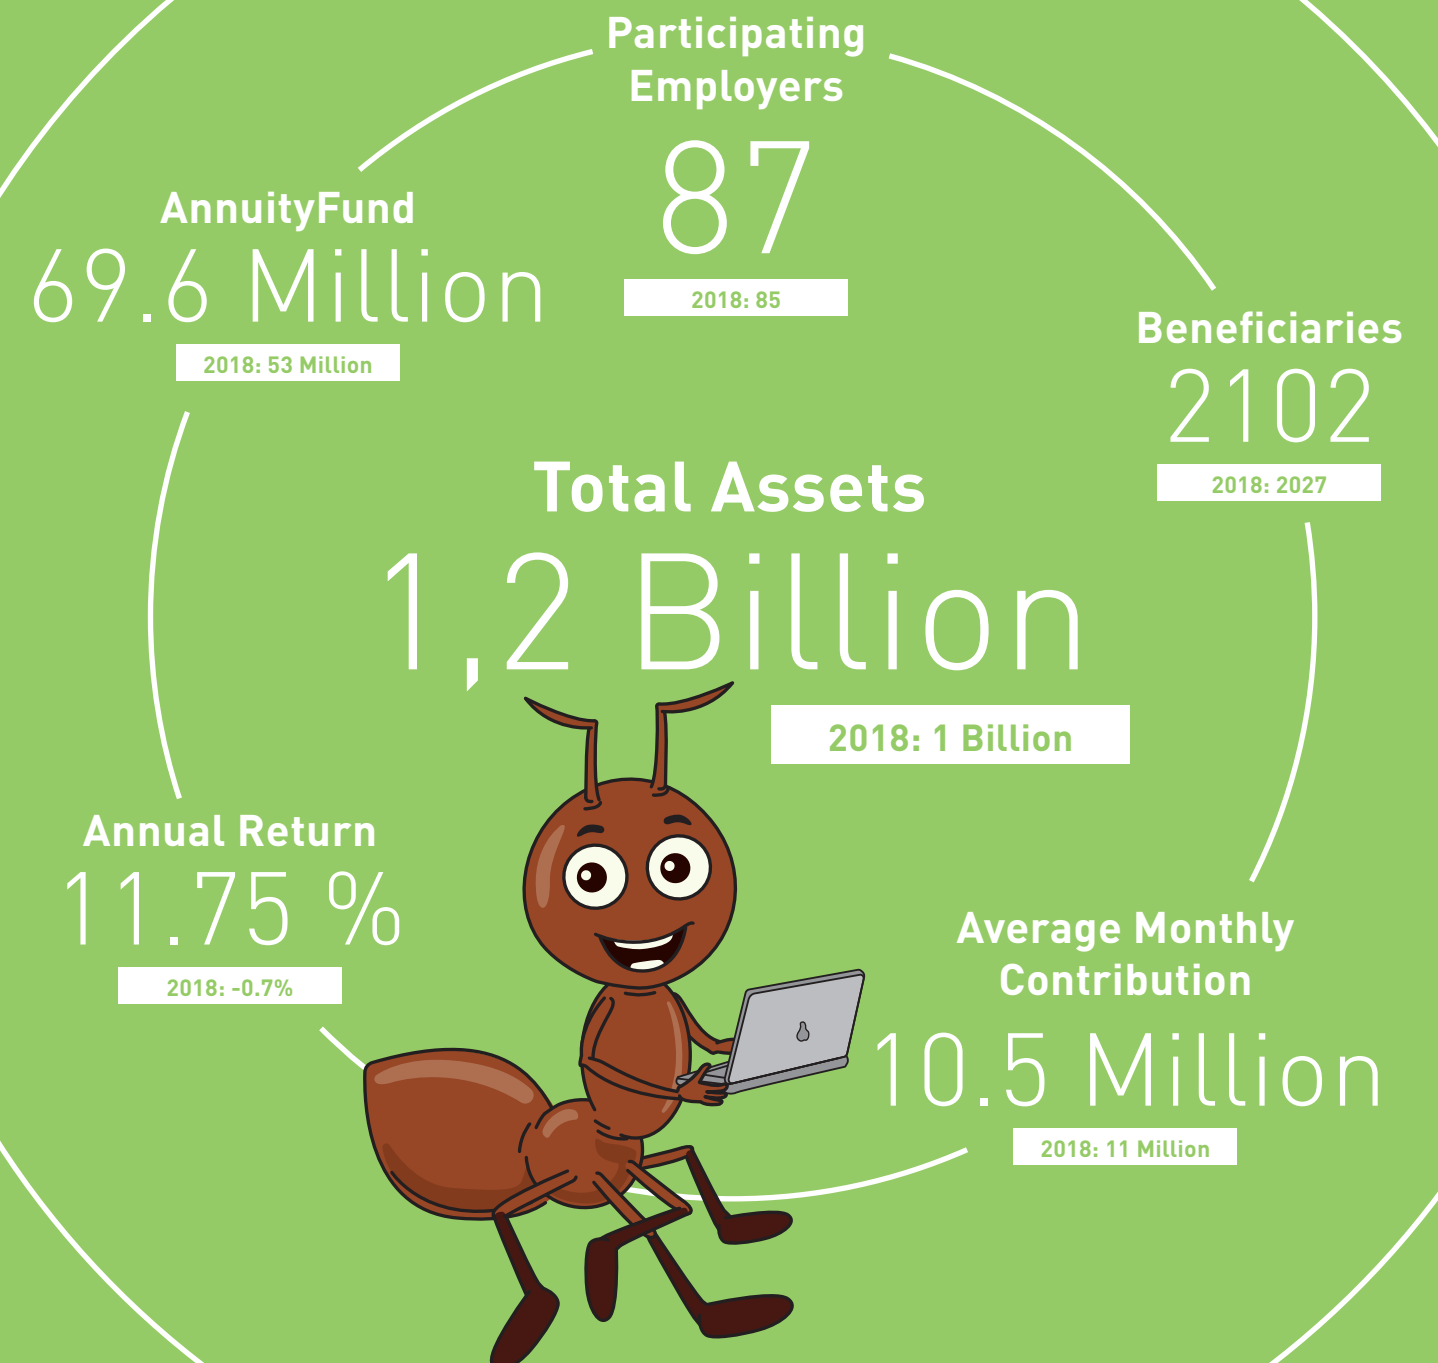 Participating
Employers
87
2018: 85
AnnuityFund
69.6 Million
2018: 53 Million
Beneficiaries
2102
2018: 2027
Total Assets
1,2 Billion
2018: 1 Billion
Annual Return
11.75 %
2018: -0.7%
Average Monthly
Contribution
10.5 Million
2018: 11 Million